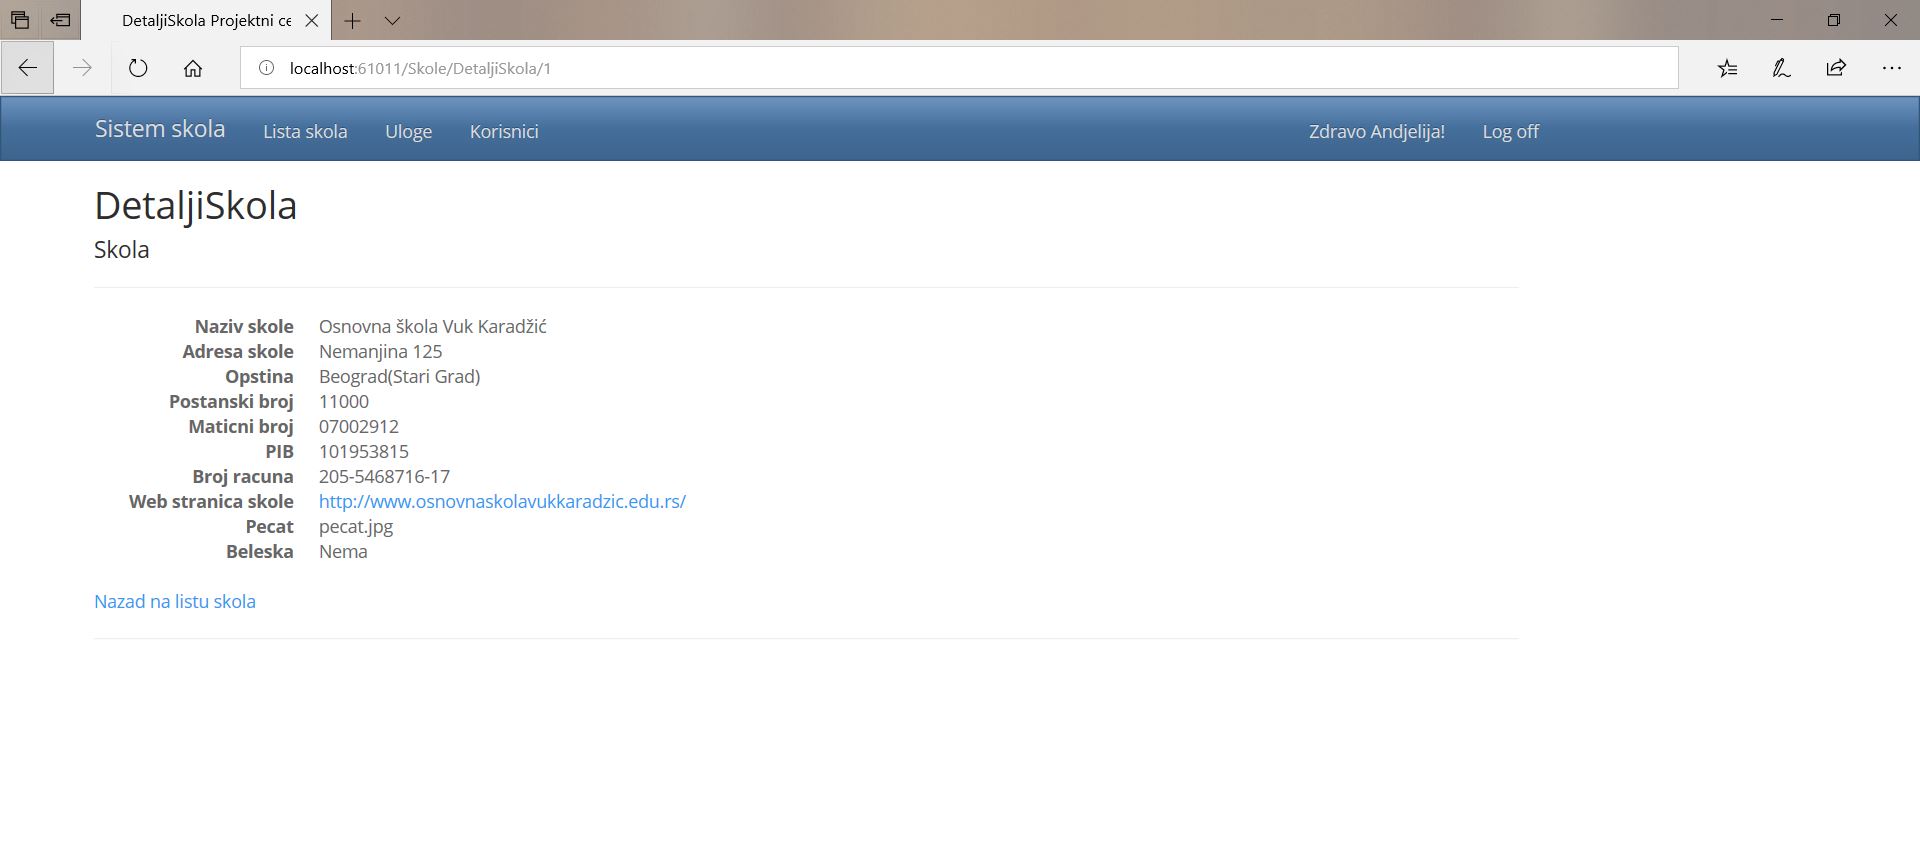 DetaljiSkola Projektni ce
localhost:61011/Skole/DetaljiSkola/1
Sistem skola Lista skola Uloge Korisnici Zdravo Andjelija! Log off
DetaljiSkola
Skola
Naziv skole Osnovna škola Vuk Karadžić
Adresa skole Nemanjina 125
Opstina Beograd(Stari Grad)
Postanski broj 11000
Maticni broj 07002912
PIB 101953815
Broj racuna 205-5468716-17
Web stranica skole http://www.osnovnaskolavukkaradzic.edu.rs/
Pecat pecat.jpg
Beleska Nema
Nazad na listu skola